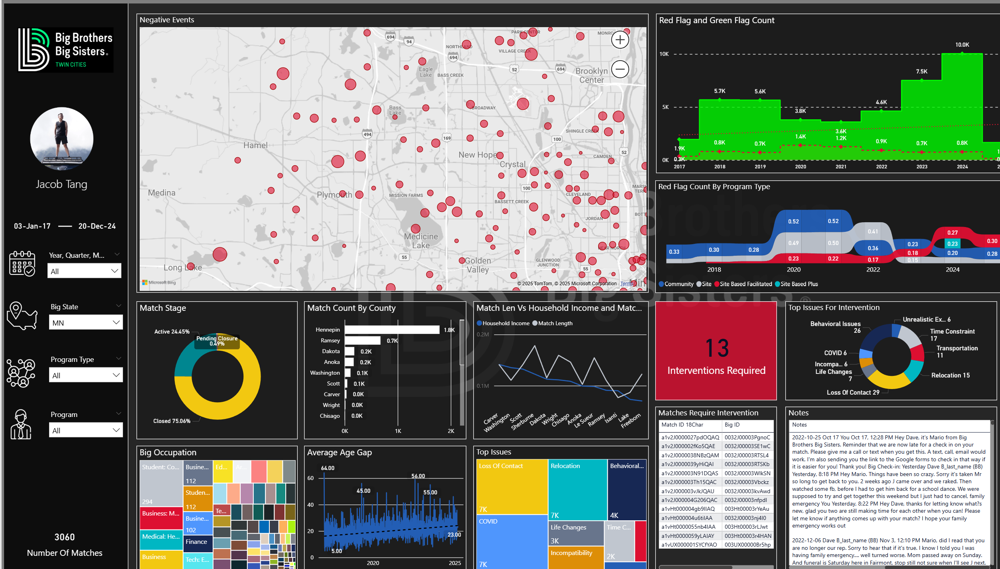 Big Brothers
Big Sisters.
TWIN CITIES
Jacob Tang
03-Jan-17 — 20-Dec-24
Year, Quarter, M...
All
Big State
MN
Program Type
All
Program
All
3060
Number Of Matches
Negative Events
PARK CENTER
MONRO
694
94
NORTHLAND
VILLAGE CREEK
694
52
694
Eagle
Lake
BASS CREEK
Brooklyn
Center
Bass
Lake
BROADWAY
494
169
SHINGLE CREEK
100
Hamel
New Hope
CAMDEN
52
Crystal
Medina
Plymouth
MISSION FARMS
100
CLEVELAND
MARS
TERR
BASSETT CREEK
JORDAN
BOTT
Medicine
Lake
NEAR NORTH
55
Long Lake
Golden
Valley
GLENWOOD
JUNCTION
55
Microsoft Bing
© 2025 TomTom, © 2025 Microsoft Corporation Terms
Min
Red Flag and Green Flag Count
10K
5K
0K
10.0K
7.5K
5.7K
5.6K
4.6K
3.8K
3.6K
1.9K
0.3K
0.8K
0.7K
1.4K
1.2K
0.9K
0.7K
0.8K
2017 2018 2019 2020 2021 2022 2023 2024
Red Flag Count By Program Type
0.33
0.30
0.28
0.52
0.49
0.23
0.52
0.50
0.22
0.41
0.36
0.17
0.23
0.18
0.15
0.27
0.23
0.20
0.30
0.28
2018 2020 2022 2024
Community Site Site Based Facilitated Site Based Plus
Brothers
Big Sisters®
Match Stage
Active 24.45%
Pending Closure
0.49%
Closed 75.06%
Match Count By County
Hennepin 1.8K
Ramsey 0.7K
Dakota 0.2K
Anoka 0.2K
Washington 0.1K
Scott 0.1K
Carver 0.0K
Wright 0.0K
Chisago 0.0K
0K 1K 2K
Match Len Vs Household Income and Matc...
Household Income Match Length
0.2M
0.1M
Carver Washington Scott Sherburne Dakota Wright Chisago Anoka Le Sueur Ramsey Isanti Lake Freeborn
13
Interventions Required
Top Issues For Intervention
Unrealistic Ex... 6
Behavioral Issues
26
Time Constraint
17
Transportation
11
COVID 6
Incompa... 6
Life Changes
7
Relocation 15
Loss Of Contact 29
Big Occupation
Student: Co...
294
Business: M...
Medical: He...
Business
Busine...
112
Studen...
112
Busine...
102
Finance
Tech: E...
Ed...
Ar...
Te...
Average Age Gap
60
40
20
0
64.00
45.00
56.00
55.00
23.00
5.00
2020 2025
Top Issues
Loss Of Contact
7K
COVID
7K
Relocation
7K
Behavioral...
4K
Life Changes
3K
Incompatibility
Time C...
2K
Matches Require Intervention
Match ID 18Char Big ID
a1v2J0000027pdOQAQ 0032J00003PgnoC
a1v2J000002fKo5QAE 0032J00003SE1wC
a1v2J0000038NBzQAM 0032J00003RTSL4
a1v2J0000039yHiQAI 0032J00003RTSKb
a1v2J000003N91DQAS 0032J00003WIkSN
a1v2J000003Th15QAC 0032J00003Vbckz
a1v2J000003vJkJQAU 0032J00003kvAwd
a1v2J000004G206QAC 0032J00003nfpdI
a1vHt000004gb9IIAQ 003Ht00003rYeAu
a1vHt000004u6tiIAA 0032J00003nj4I0
a1vHt0000055nb4IAA 003Ht00003rLJwt
a1vHt0000059yLAIAY 003Ht00003r4HAN
a1vUX000001SYCfYAO 003UX00000Br5hp
Notes
Notes
2022-10-25 Oct 17 You Oct 17, 12:28 PM Hey Dave, it's Mario from Big
Brothers Big Sisters. Reminder that we are now late for a check in on your
match. Please give me a call or text when you get this. A text, call, email would
work. I'm also sending you the link to the Google forms to check in that way if
it is easier for you! Thank you! Big Check-in: Yesterday Dave B_last_name (BB)
Yesterday, 8:18 PM Hey Mario. Things have been so crazy. Sorry it's taken Mr
so long to get back to you. 2 weeks ago J came over and we raked. Then
watched some fb, before I had to get him back for a school dance. We were
supposed to try and get together this weekend but I just had to cancel, family
emergency You Yesterday, 8:22 PM Hey Dave, thanks for letting know what?s
new, glad you two are still making time for each other when you can! Please
let me know if anything comes up with your match? I hope your family
emergency works out
2022-12-06 Dave B_last_name (BB) Nov 3, 12:10 PM Mario, did I read that you
are no longer our rep. Sorry to hear that if it's true. I know I told you I was
having family emergency.... well turned worse. Mom passed away on Sunday.
And funeral is Saturday here in Fairmont, stop still not sure when I'll see J next.